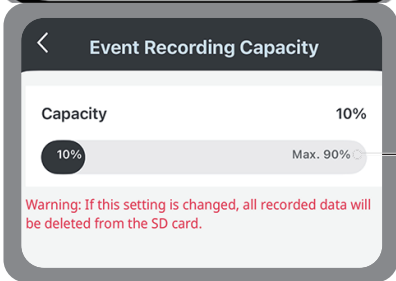 Event Recording Capacity
Capacity 10%
10% Max. 90%
Warning: If this setting is changed, all recorded data will
be deleted from the SD card.